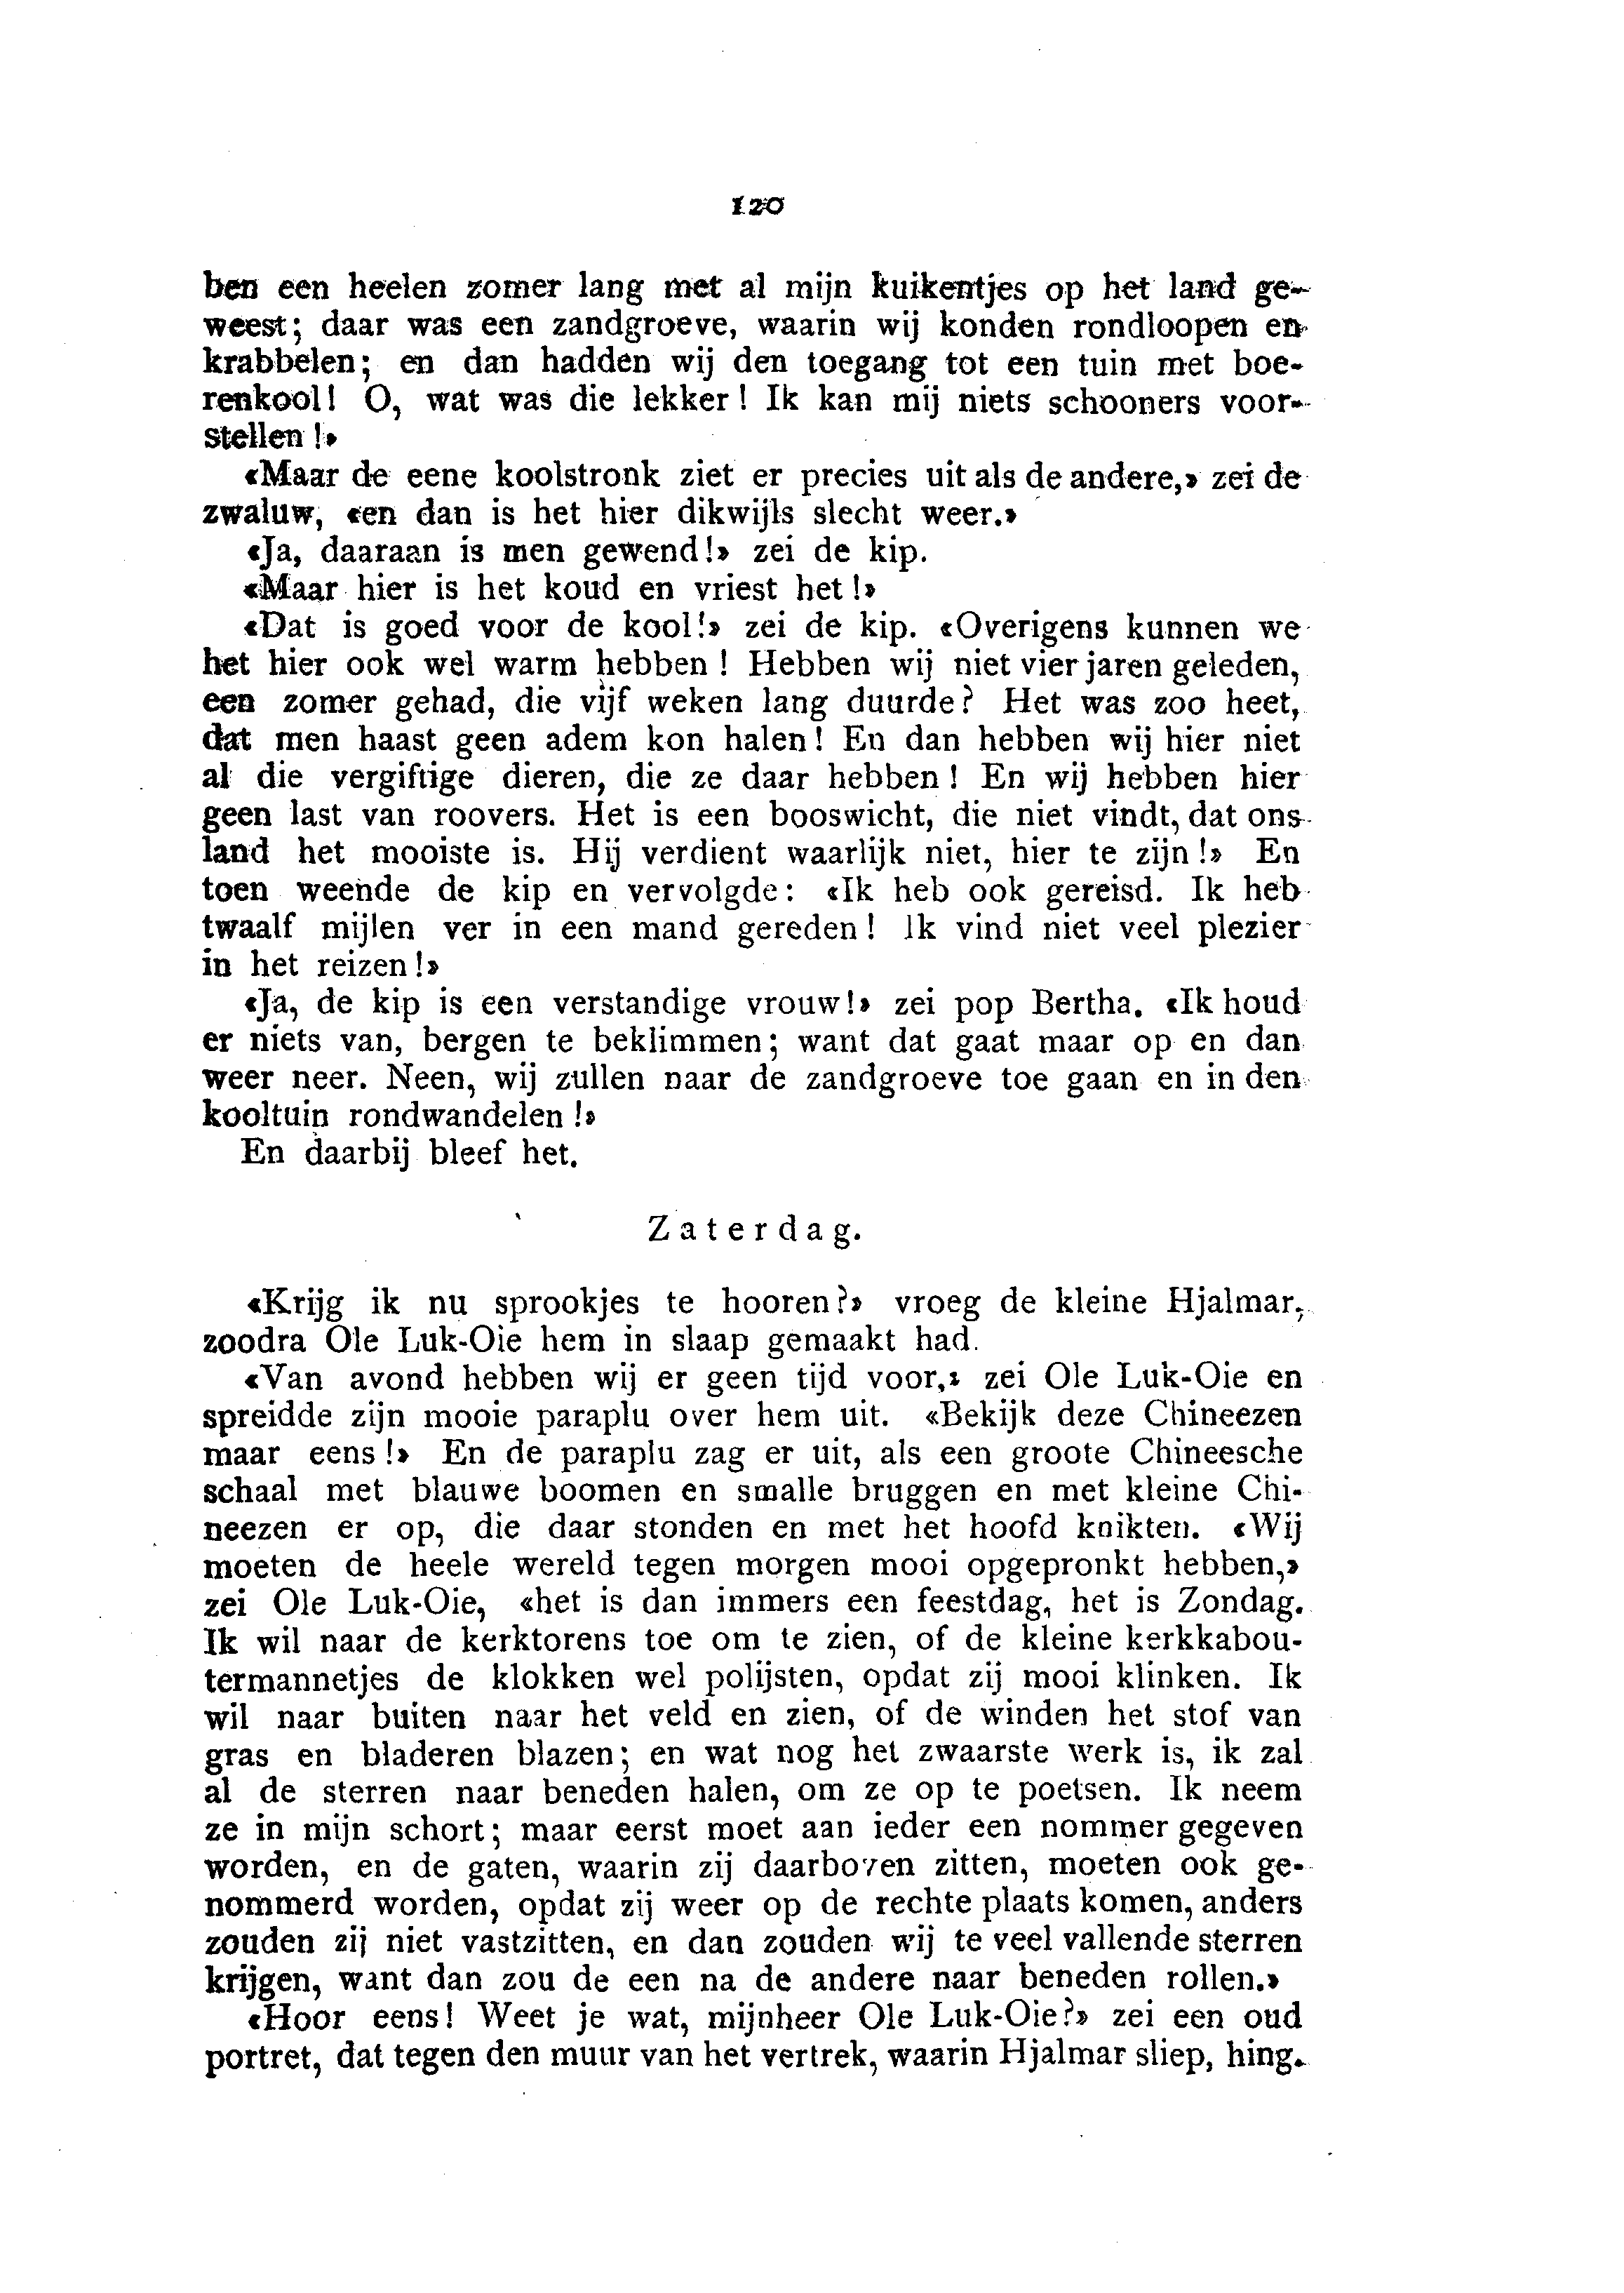 120
ben een heelen zomer lang met al mijn kuikentjes op het land ge-
weest; daar was een zandgroeve, waarin wij konden rondloopen en
krabbelen; en dan hadden wij den toegang tot een tuin met boe-
renkool! O, wat was die lekker! Ik kan mij niets schooners voor-
stellen!»
«Maar de eene koolstronk ziet er precies uit als de andere,» zei de
zwaluw, «en dan is het hier dikwijls slecht weer.»
«Ja, daaraan is men gewend!» zei de kip.
«Maar hier is het koud en vriest het!»
«Dat is goed voor de kool!» zei de kip. «Overigens kunnen we
het hier ook wel warm hebben! Hebben wij niet vier jaren geleden,
een zomer gehad, die vijf weken lang duurde? Het was zoo heet,
dat men haast geen adem kon halen! En dan hebben wij hier niet
al die vergiftige dieren, die ze daar hebben! En wij hebben hier
geen last van roovers. Het is een booswicht, die niet vindt, dat ons
land het mooiste is. Hij verdient waarlijk niet, hier te zijn!» En
toen weende de kip en vervolgde: «Ik heb ook gereisd. Ik heb
twaalf mijlen ver in een mand gereden! Ik vind niet veel plezier
in het reizen!»
«Ja, de kip is een verstandige vrouw!» zei pop Bertha. «Ik houd
er niets van, bergen te beklimmen; want dat gaat maar op en dan
weer neer. Neen, wij zullen naar de zandgroeve toe gaan en in den
kooltuin rondwandelen!»
En daarbij bleef het.
Zaterdag.
«Krijg ik nu sprookjes te hooren?» vroeg de kleine Hjalmar,
zoodra Ole Luk-Oie hem in slaap gemaakt had.
«Van avond hebben wij er geen tijd voor,» zei Ole Luk-Oie en
spreidde zijn mooie paraplu over hem uit. «Bekijk deze Chineezen
maar eens!» En de paraplu zag er uit, als een groote Chineesche
schaal met blauwe boomen en smalle bruggen en met kleine Chi-
neezen er op, die daar stonden en met het hoofd knikten. «Wij
moeten de heele wereld tegen morgen mooi opgepronkt hebben,»
zei Ole Luk-Oie, «het is dan immers een feestdag, het is Zondag.
Ik wil naar de kerktorens toe om te zien, of de kleine kerkkabou-
termannetjes de klokken wel polijsten, opdat zij mooi klinken. Ik
wil naar buiten naar het veld en zien, of de winden het stof van
gras en bladeren blazen; en wat nog het zwaarste werk is, ik zal
al de sterren naar beneden halen, om ze op te poetsen. Ik neem
ze in mijn schort; maar eerst moet aan ieder een nommer gegeven
worden, en de gaten, waarin zij daarboven zitten, moeten ook ge-
nommerd worden, opdat zij weer op de rechte plaats komen, anders
zouden zij niet vastzitten, en dan zouden wij te veel vallende sterren
krijgen, want dan zou de een na de andere naar beneden rollen.»
«Hoor eens! Weet je wat, mijnheer Ole Luk-Oie?» zei een oud
portret, dat tegen den muur van het vertrek, waarin Hjalmar sliep, hing.